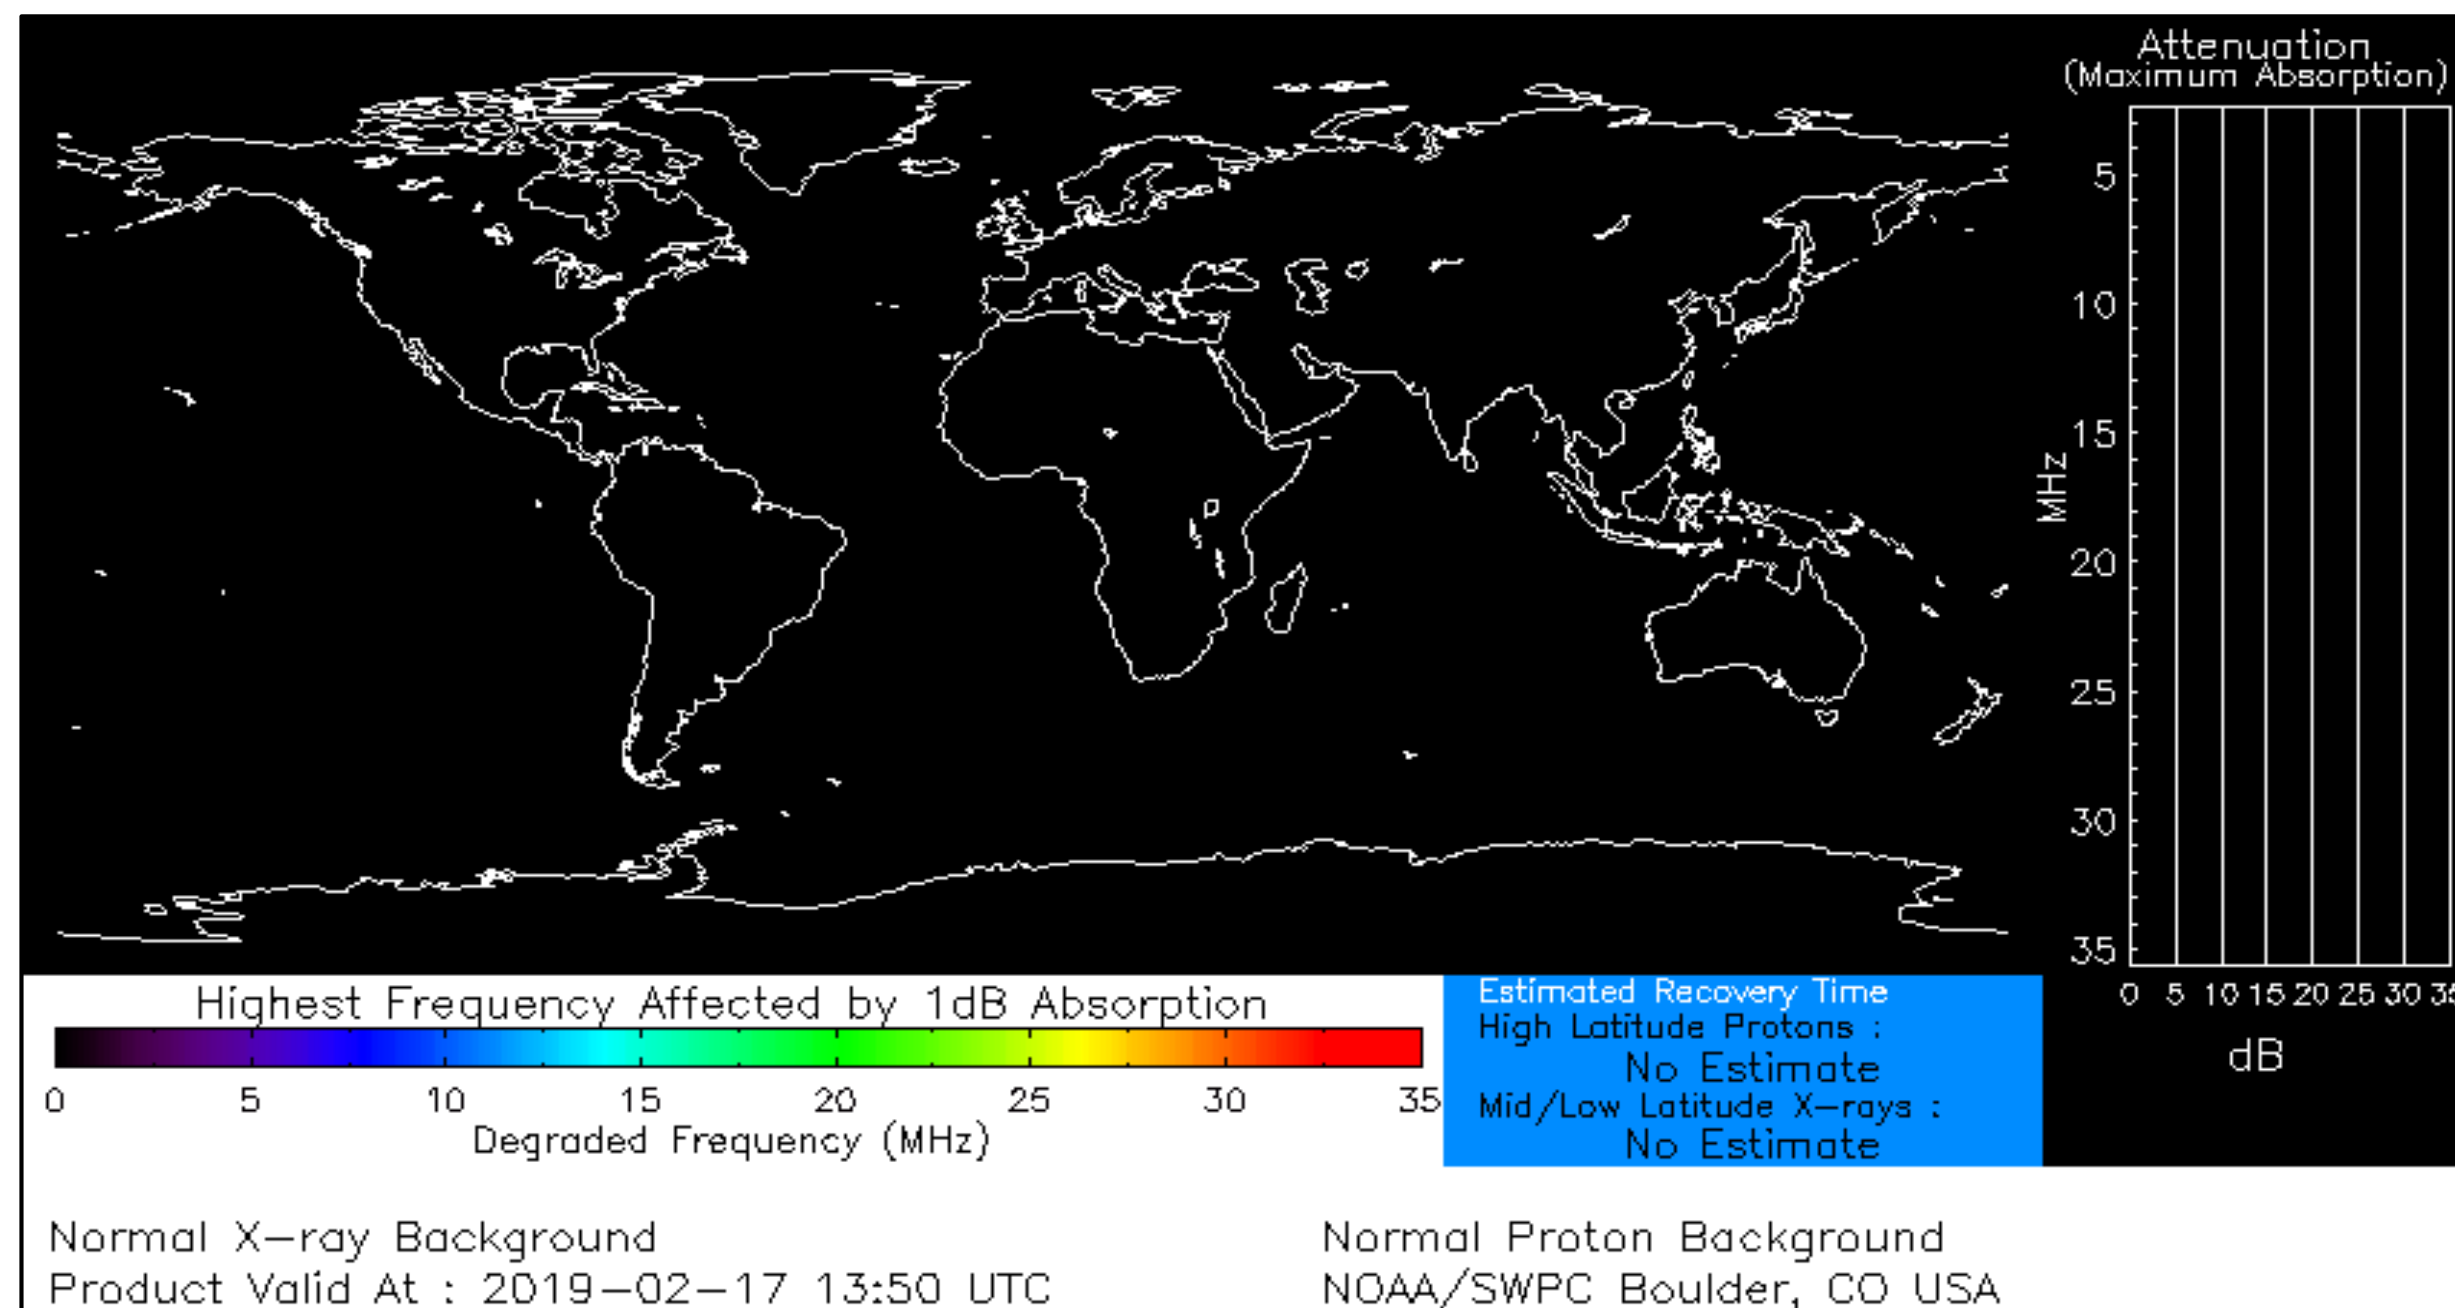 Attenuation
(Maximum Absorption)
5
10
15
20
25
30
35
MHz
0 5 10 15 20 25 30 35
dB
Highest Frequency Affected by 1dB Absorption
0 5 10 15 20 25 30 35
Degraded Frequency (MHz)
Estimated Recovery Time
High Latitude Protons :
No Estimate
Mid/Low Latitude X-rays :
No Estimate
Normal X-ray Background
Normal Proton Background
Product Valid At : 2019-02-17 13:50 UTC
NOAA/SWPC Boulder, CO USA